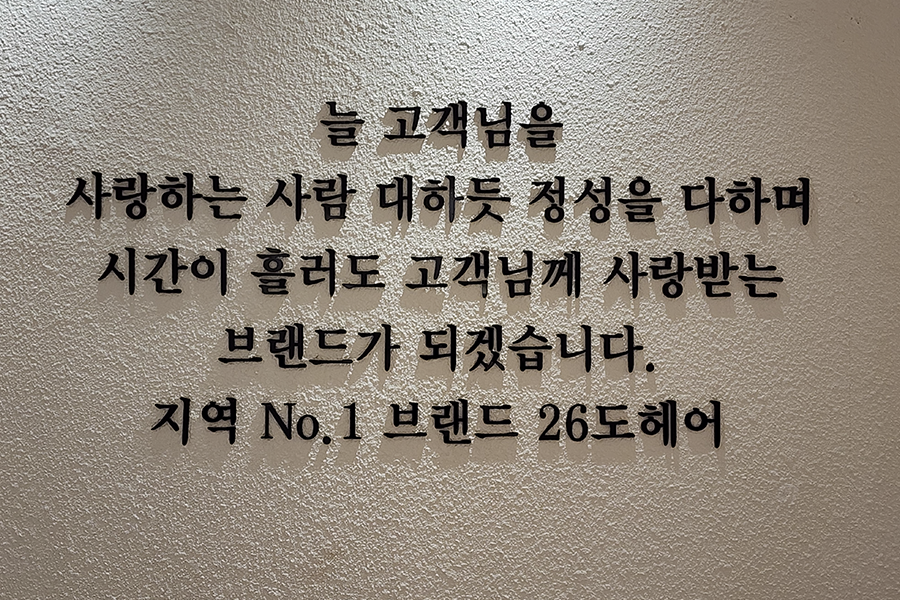 늘 고객님을
사랑하는 사람 대하듯 정성을 다하며
시간이 흘러도 고객님께 사랑받는
브랜드가 되겠습니다.
지역 No.1 브랜드 26도헤어